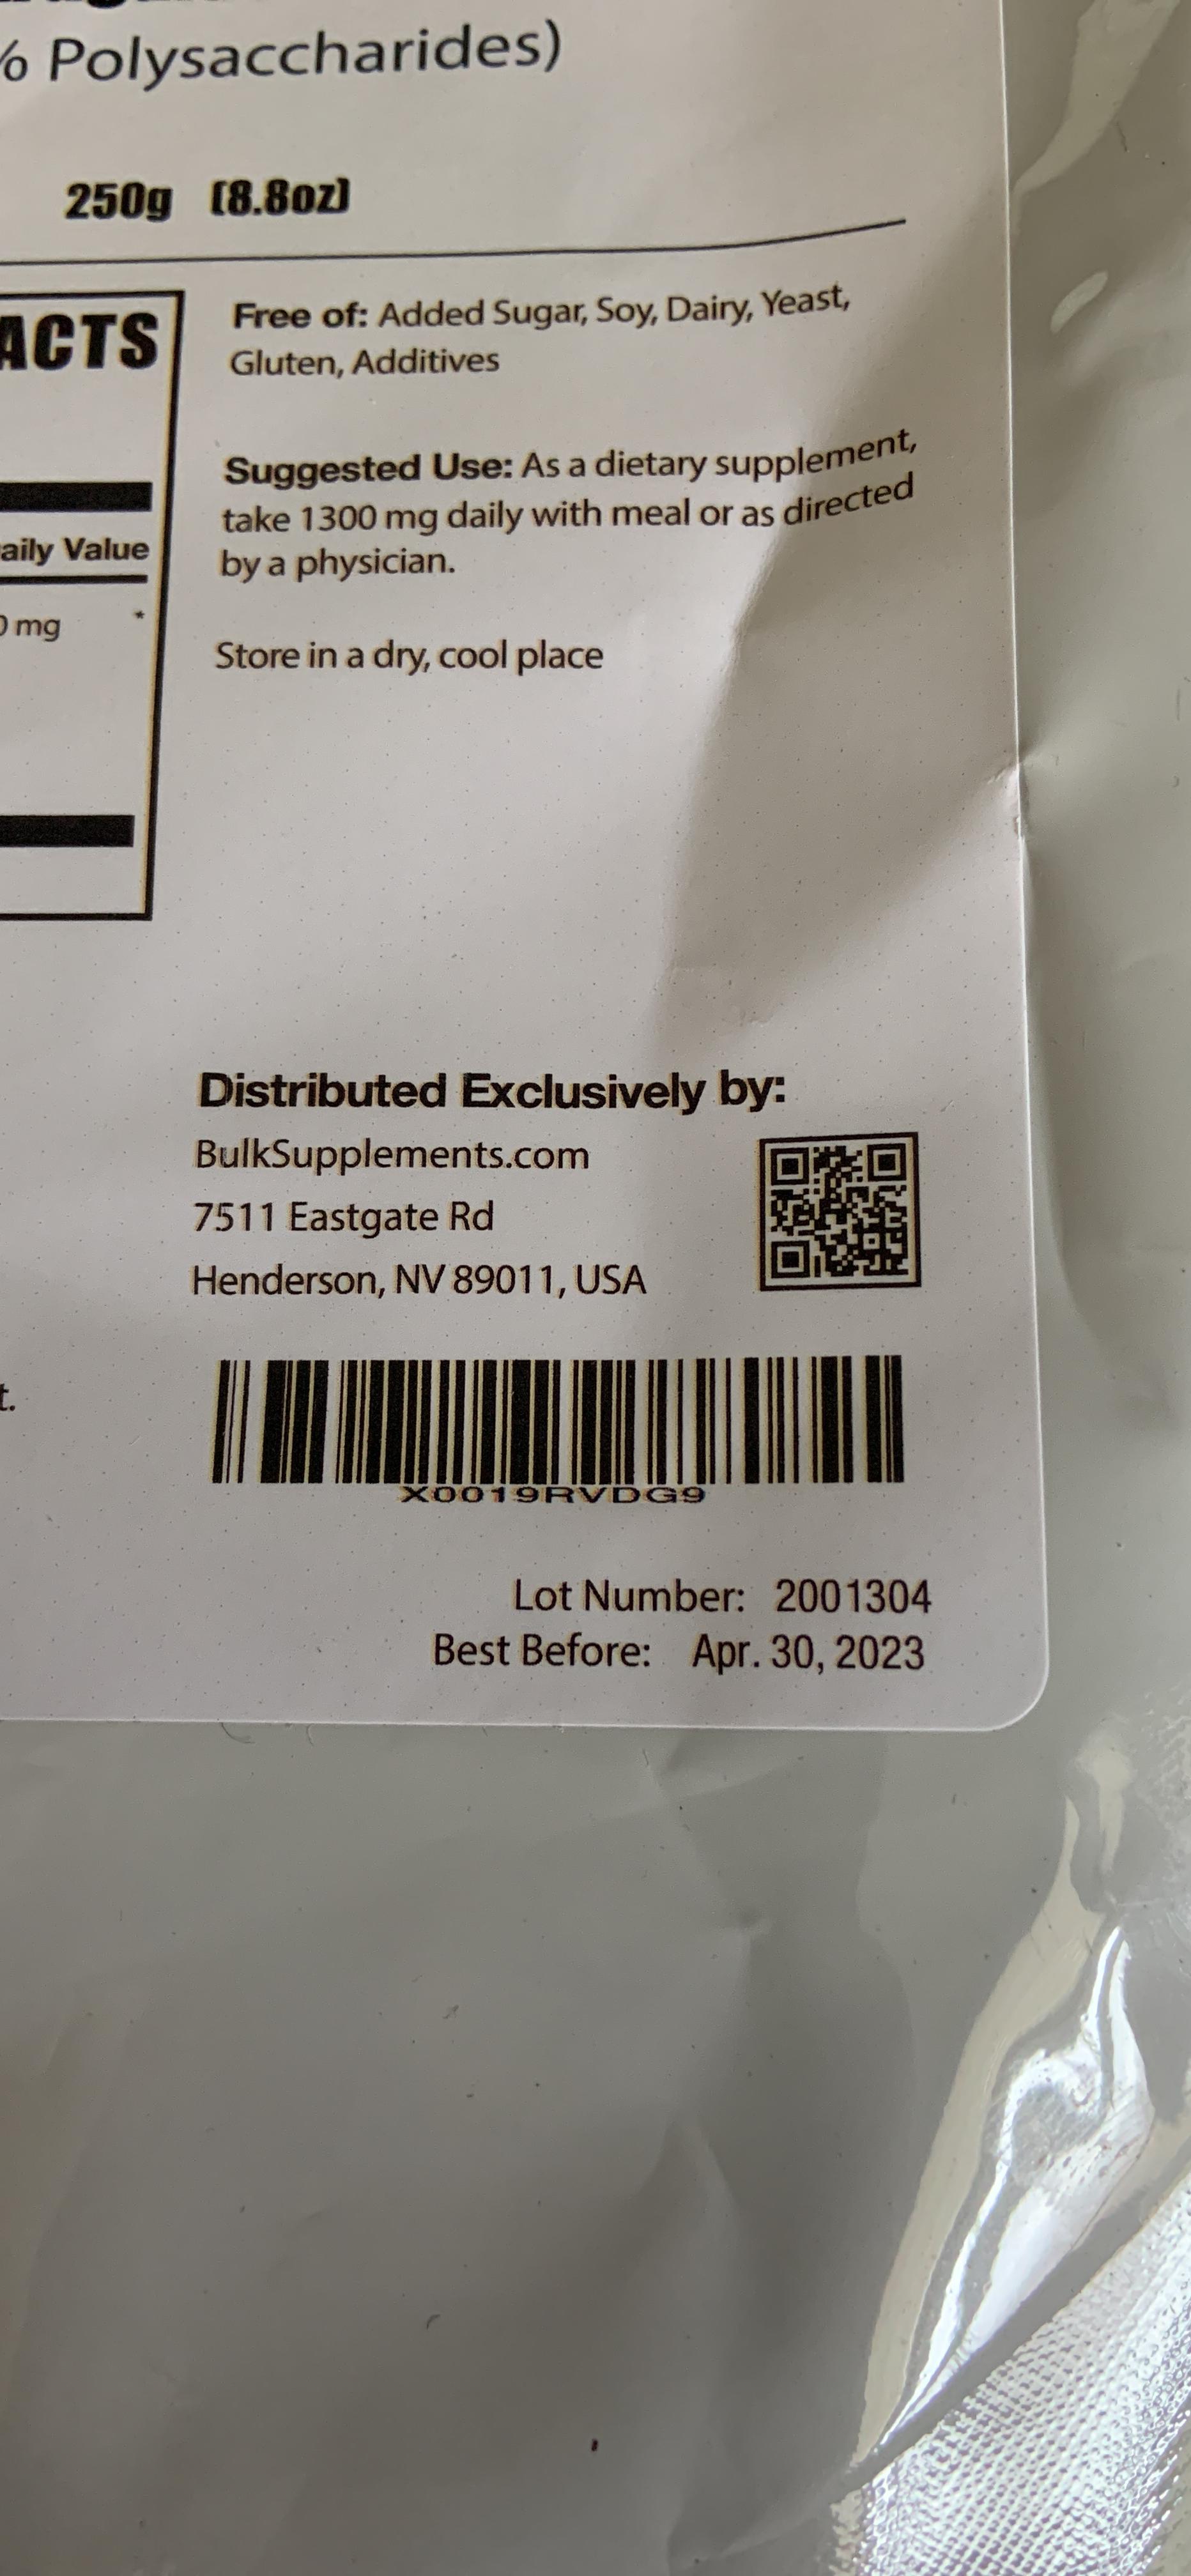 % Polysaccharides)
250g (8.8oz)
ACTS
Free of: Added Sugar, Soy, Dairy, Yeast,
Gluten, Additives
Suggested Use: As a dietary supplement,
take 1300 mg daily with meal or as directed
by a physician.
Store in a dry, cool place
aily Value
0 mg *
Distributed Exclusively by:
BulkSupplements.com
7511 Eastgate Rd
Henderson, NV 89011, USA
t.
X0019RVDG9
Lot Number: 2001304
Best Before: Apr. 30, 2023